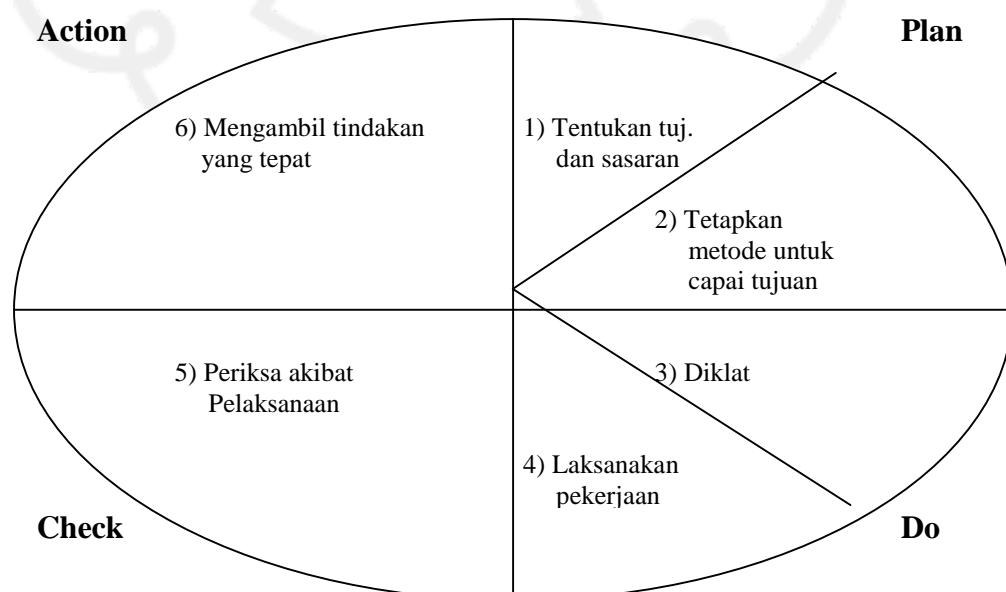 Action
Plan
6) Mengambil tindakan
yang tepat
1) Tentukan tuj.
dan sasaran
2) Tetapkan
metode untuk
capai tujuan
5) Periksa akibat
Pelaksanaan
3) Diklat
4) Laksanakan
pekerjaan
Check
Do